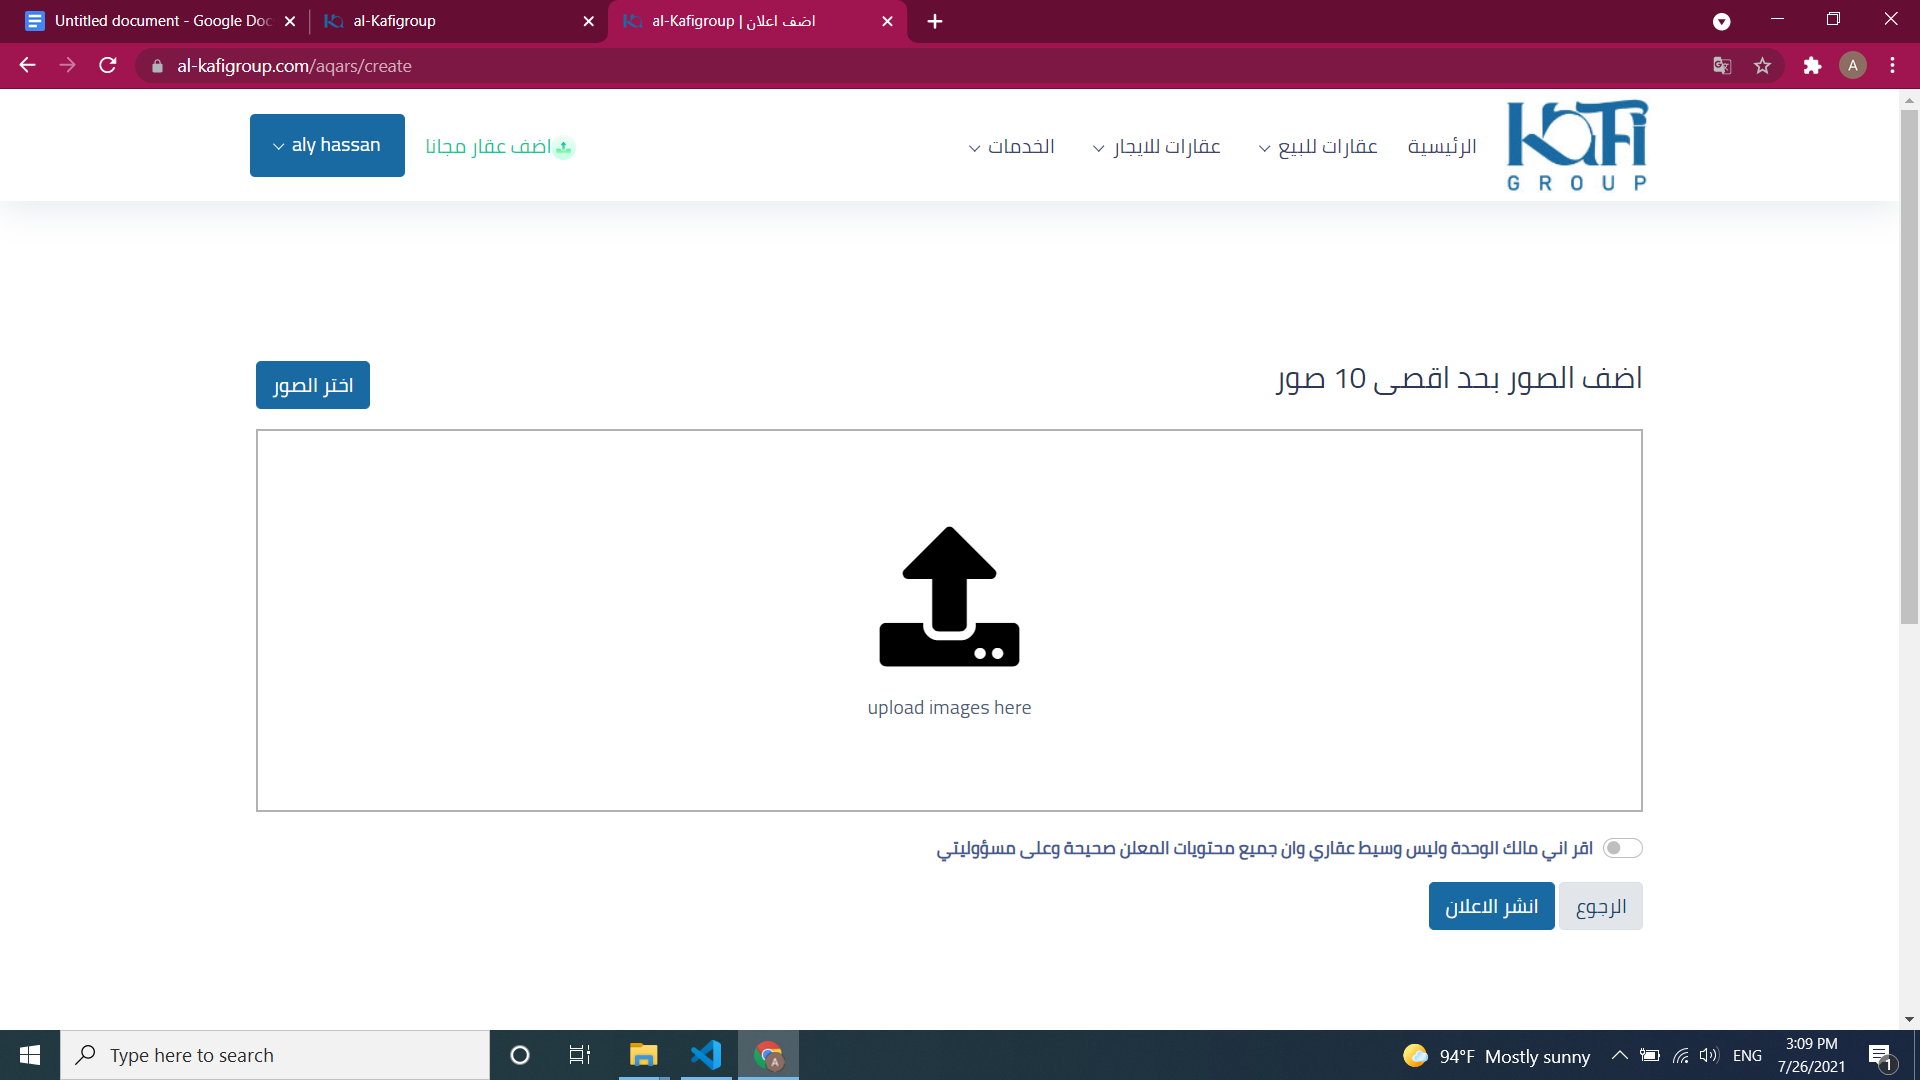 Untitled document - Google Doc
al-Kafigroup
al-Kafigroup | اضف اعلان
al-kafigroup.com/aqars/create
A
KaFi
GROUP
الرئيسية
عقارات للبيع
عقارات للايجار
الخدمات
اضف عقار مجانا
aly hassan
اضف الصور بحد اقصى 10 صور
اختر الصور
upload images here
اقر اني مالك الوحدة وليس وسيط عقاري وان جميع محتويات المعلن صحيحة وعلى مسؤوليتي
الرجوع
انشر الاعلان
Type here to search
94°F Mostly sunny
ENG
3:09 PM
7/26/2021
1